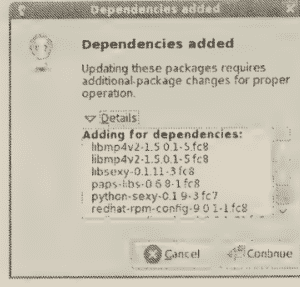 Dependencies added
Dependencies added
Updating these packages requires
additional package changes for proper
operation.
Details
Adding for dependencies:
libmp4v2-1.5.0.1-5.fc8
libmp4v2-1.5.0.1-5.fc8
libsexy-0.1.11-3.fc8
paps-libs-0.6.8-1.fc8
python-sexy-0.1.9-3.fc7
redhat-rpm-config-9.0.1-1.fc8
Cancel
Continue